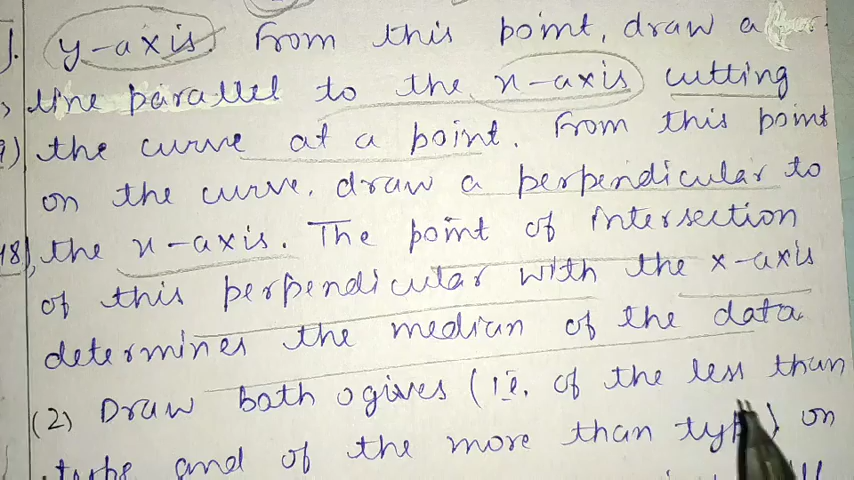 y-axis. From this point, draw a
line parallel to the x-axis cutting
9) the curve at a point. From this point
on the curve, draw a perpendicular to
18), the x-axis. The point of intersection
of this perpendicular with the x-axis
determines the median of the data.
(2) Draw both ogives (i.e. of the less than
type and of the more than type) on